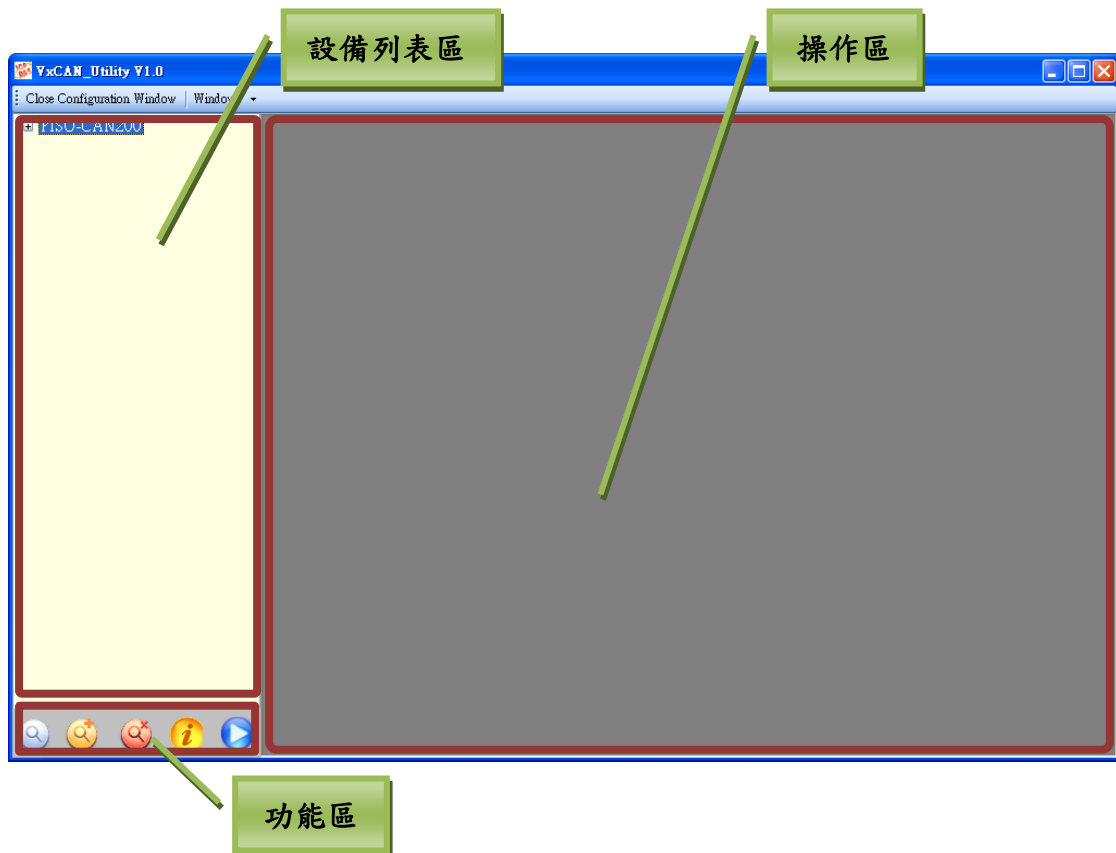 設備列表區
操作區
VxCAN_Utility V1.0
Close Configuration Window
Window
PISO-CAN200
功能區